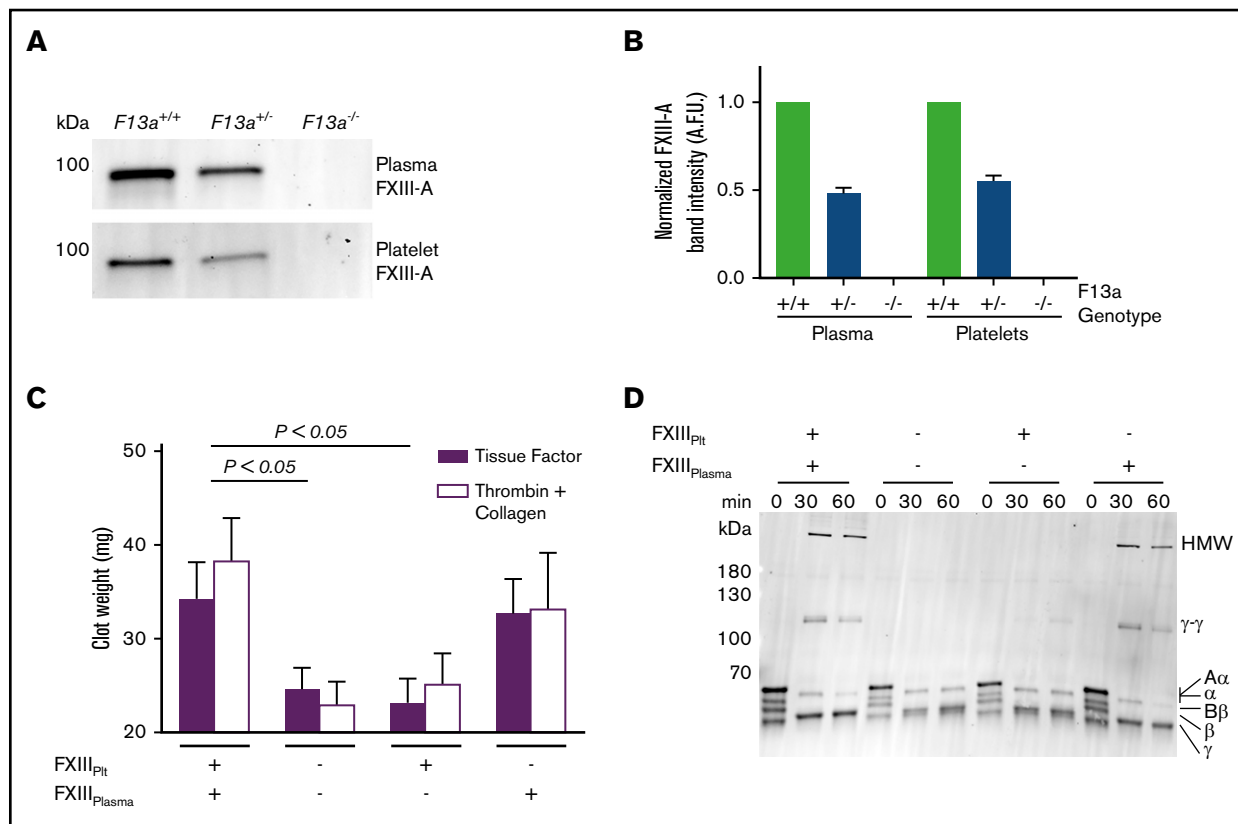 A
kDa F13a+/+ F13a+/- F13a-/-
100 Plasma
FXIII-A
100 Platelet
FXIII-A
B
Normalized FXIII-A
band intensity (A.F.U.)
1.0
0.5
0.0
+/+ +/- -/- +/+ +/- -/- F13a
Genotype
Plasma Platelets
C
Clot weight (mg)
50
40
30
20
P < 0.05
P < 0.05
Tissue Factor
Thrombin +
Collagen
FXIIIPlt + - + -
FXIIIPlasma + - - +
D
FXIIIPlt + - + -
FXIIIPlasma + - - +
min 0 30 60 0 30 60 0 30 60 0 30 60
kDa
180
130
100
70
HMW
γ-γ
Aα
α
Bβ
β
γ